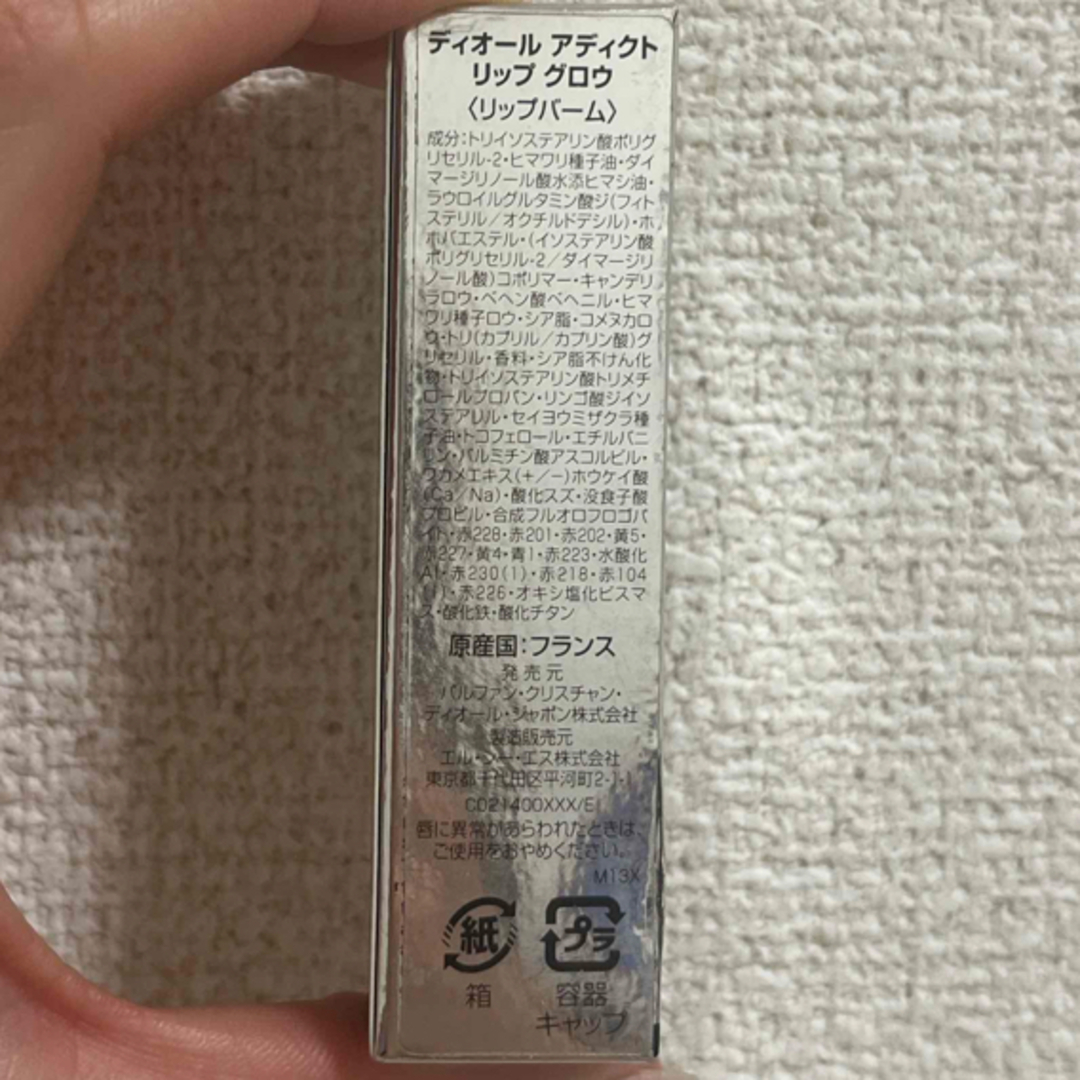 ディオール アディクト
リップ グロウ
〈リップバーム〉
成分:トリイソステアリン酸ポリグ
リセリル-2・ヒマワリ種子油・ダイ
マージリノール酸水添ヒマシ油・
ラウロイルグルタミン酸ジ(フィト
ステリル/オクチルドデシル)・ホ
ホバエステル・(イソステアリン酸
ポリグリセリル-2/ダイマージリ
ノール酸)コポリマー・キャンデリ
ラロウ・ベヘン酸ベヘニル・ヒマ
ワリ種子ロウ・シア脂・コメヌカロ
ウ・トリ(カプリル/カプリン酸)グ
リセリル・香料・シア脂不けん化
物・トリイソステアリン酸トリメチ
ロールプロパン・リンゴ酸ジイソ
ステアリル・セイヨウミザクラ種
子油・トコフェロール・エチルバニ
リン・パルミチン酸アスコルビル・
ワカメエキス(+/-)ホウケイ酸
(Ca/Na)・酸化スズ・没食子酸
プロピル・合成フルオロフロゴパ
イト・赤228・赤201・赤202・黄5・
赤227・黄4・青1・赤223・水酸化
Al・赤230(1)・赤218・赤104
(1)・赤226・オキシ塩化ビスマ
ス・酸化鉄・酸化チタン
原産国:フランス
発売元
パルファン・クリスチャン・
ディオール・ジャポン株式会社
製造販売元
エル・シー・エス株式会社
東京都千代田区平河町2-1-1
CD21400XXX/E
唇に異常があらわれたときは、
ご使用をおやめください。
M13X
紙 プラ
箱 容器
キャップ